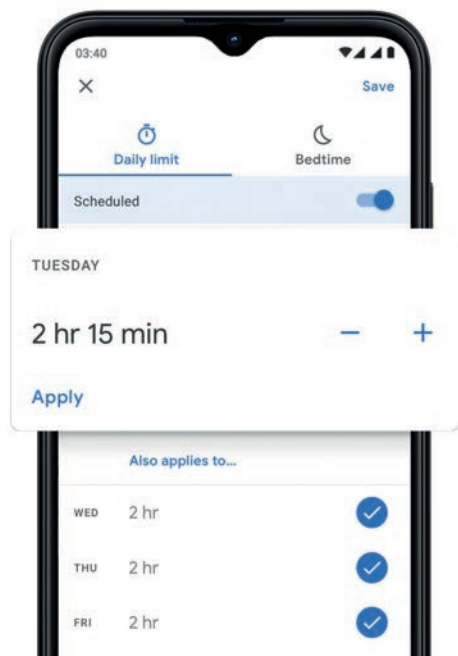 03:40
Save
Daily limit Bedtime
Scheduled
TUESDAY
2 hr 15 min
Apply
Also applies to...
WED 2 hr
THU 2 hr
FRI 2 hr